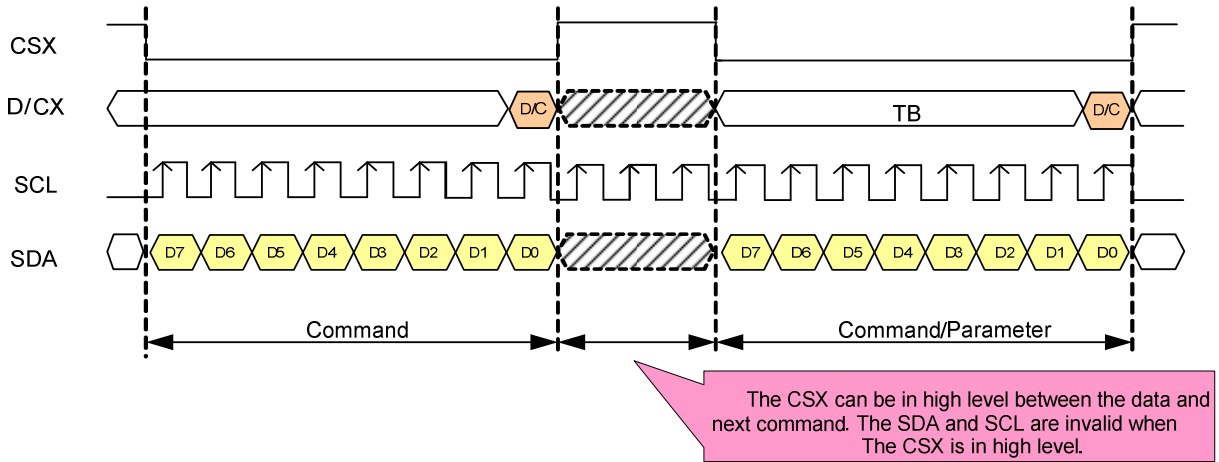 CSX
D/CX D/C TB D/C
SCL
SDA D7 D6 D5 D4 D3 D2 D1 D0 D7 D6 D5 D4 D3 D2 D1 D0
Command Command/Parameter
The CSX can be in high level between the data and
next command. The SDA and SCL are invalid when
The CSX is in high level.